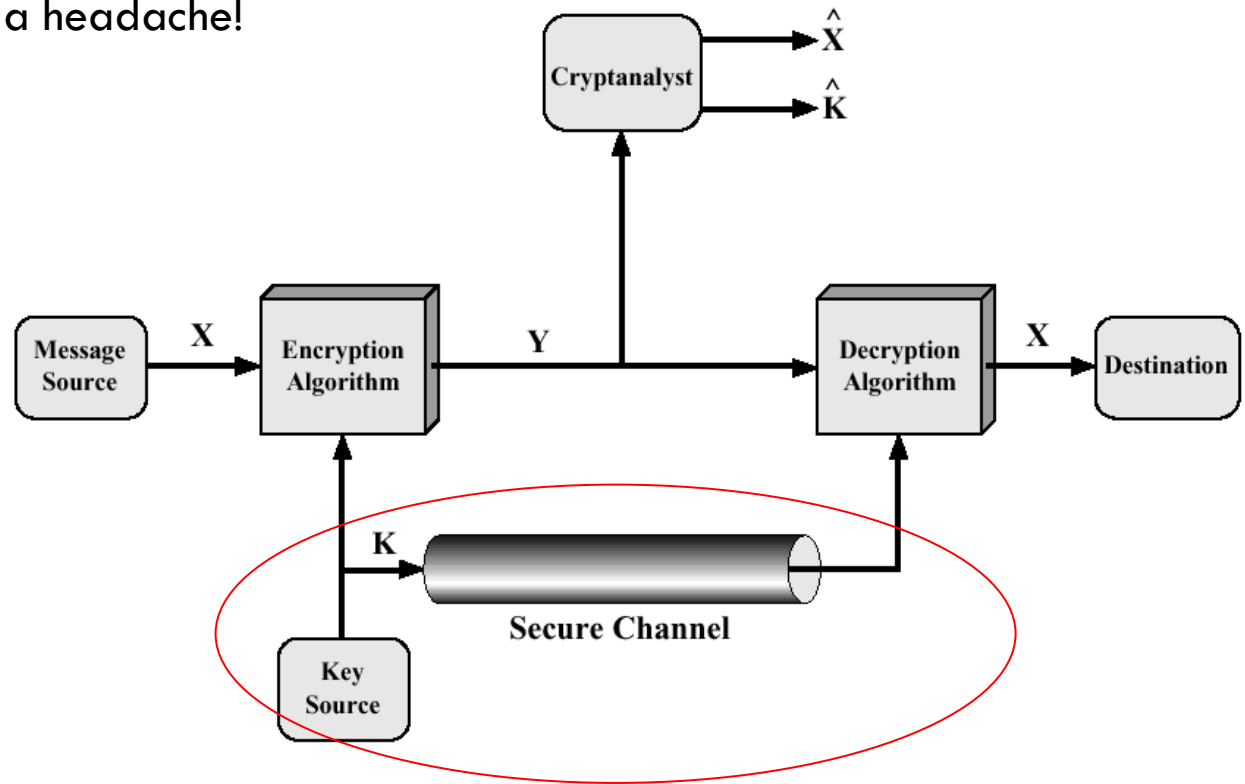 a headache!
X̂
Cryptanalyst
K̂
Message
Source
X
Encryption
Algorithm
Y
Decryption
Algorithm
X
Destination
K
Secure Channel
Key
Source